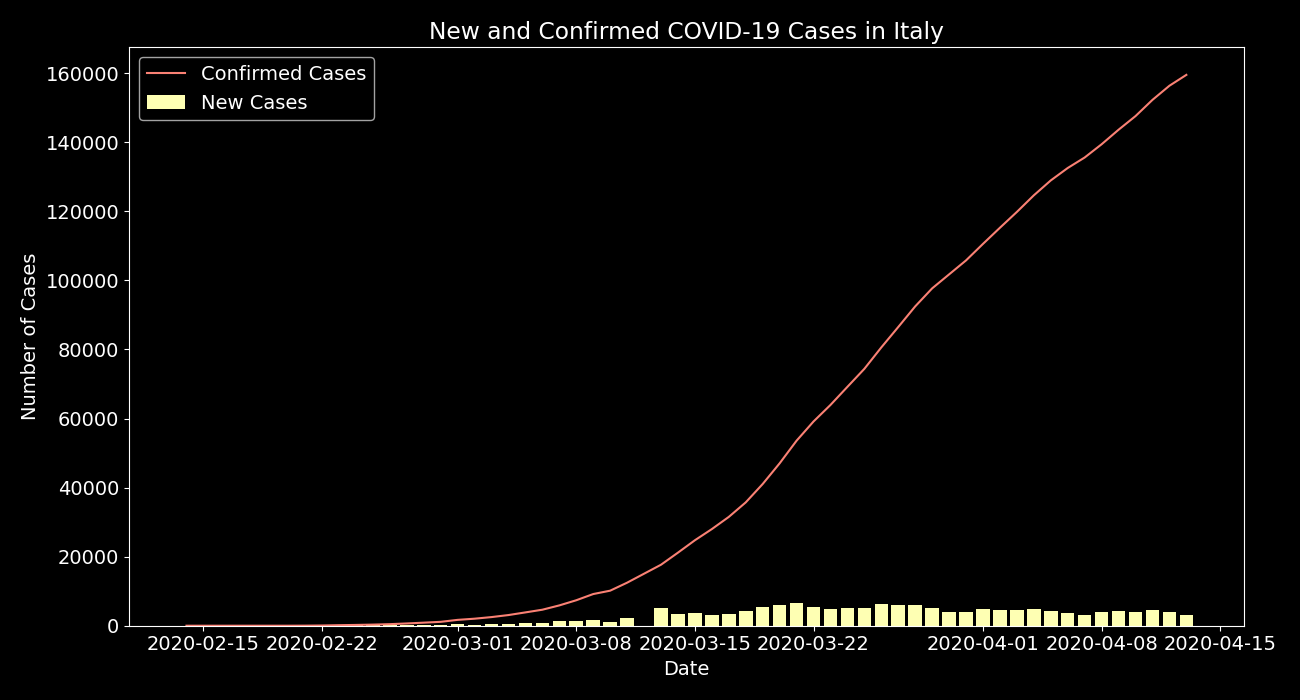 New and Confirmed COVID-19 Cases in Italy
Confirmed Cases
New Cases
160000
140000
120000
100000
80000
60000
40000
20000
0
Number of Cases
2020-02-15 2020-02-22 2020-03-01 2020-03-08 2020-03-15 2020-03-22 2020-04-01 2020-04-08 2020-04-15
Date